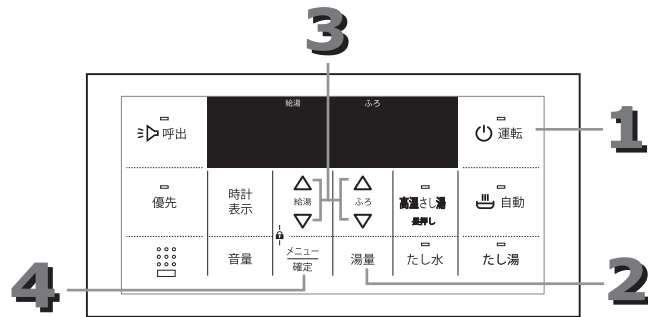 3
給湯 ふろ
呼出
運転
1
優先
時計
表示
給湯
ふろ
高温さし湯
長押し
自動
音量
メニュー
確定
湯量
たし水
たし湯
4
2